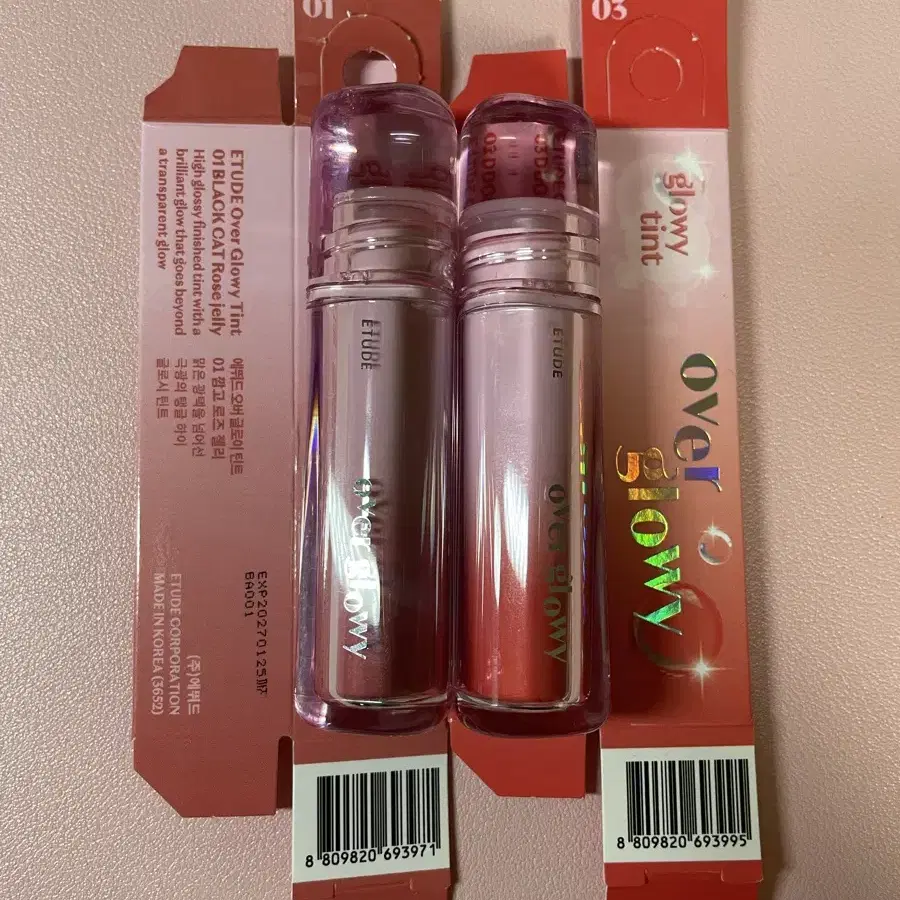 01
03
ETUDE Over Glowy Tint
01 BLACK CAT Rose jelly
High glossy finished tint with a
brilliant glow that goes beyond
a transparent glow
에뛰드 오버 글로이 틴트
01 깜고 로즈 젤리
맑은 광택을 넘어선
극광의 탱글 하이
글로시 틴트
EXP20270125까지
BA001
(주)에뛰드
ETUDE CORPORATION
MADE IN KOREA (3652)
ETUDE
over glowy
ETUDE
over glowy
glowy
tint
over
glowy
8 809820 693971
8 809820 693995